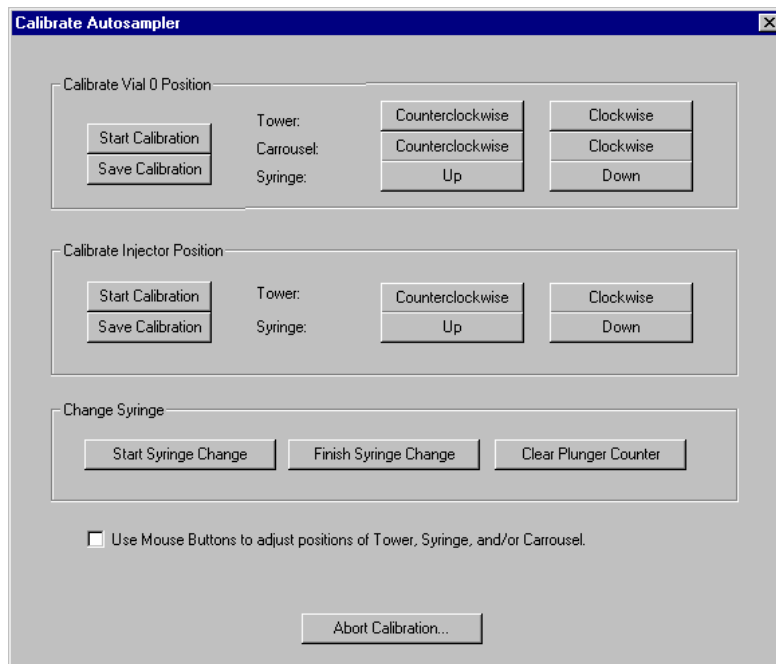 Calibrate Autosampler
Calibrate Vial 0 Position
Start Calibration
Save Calibration
Tower: Counterclockwise Clockwise
Carrousel: Counterclockwise Clockwise
Syringe: Up Down
Calibrate Injector Position
Start Calibration
Save Calibration
Tower: Counterclockwise Clockwise
Syringe: Up Down
Change Syringe
Start Syringe Change Finish Syringe Change Clear Plunger Counter
Use Mouse Buttons to adjust positions of Tower, Syringe, and/or Carrousel.
Abort Calibration...